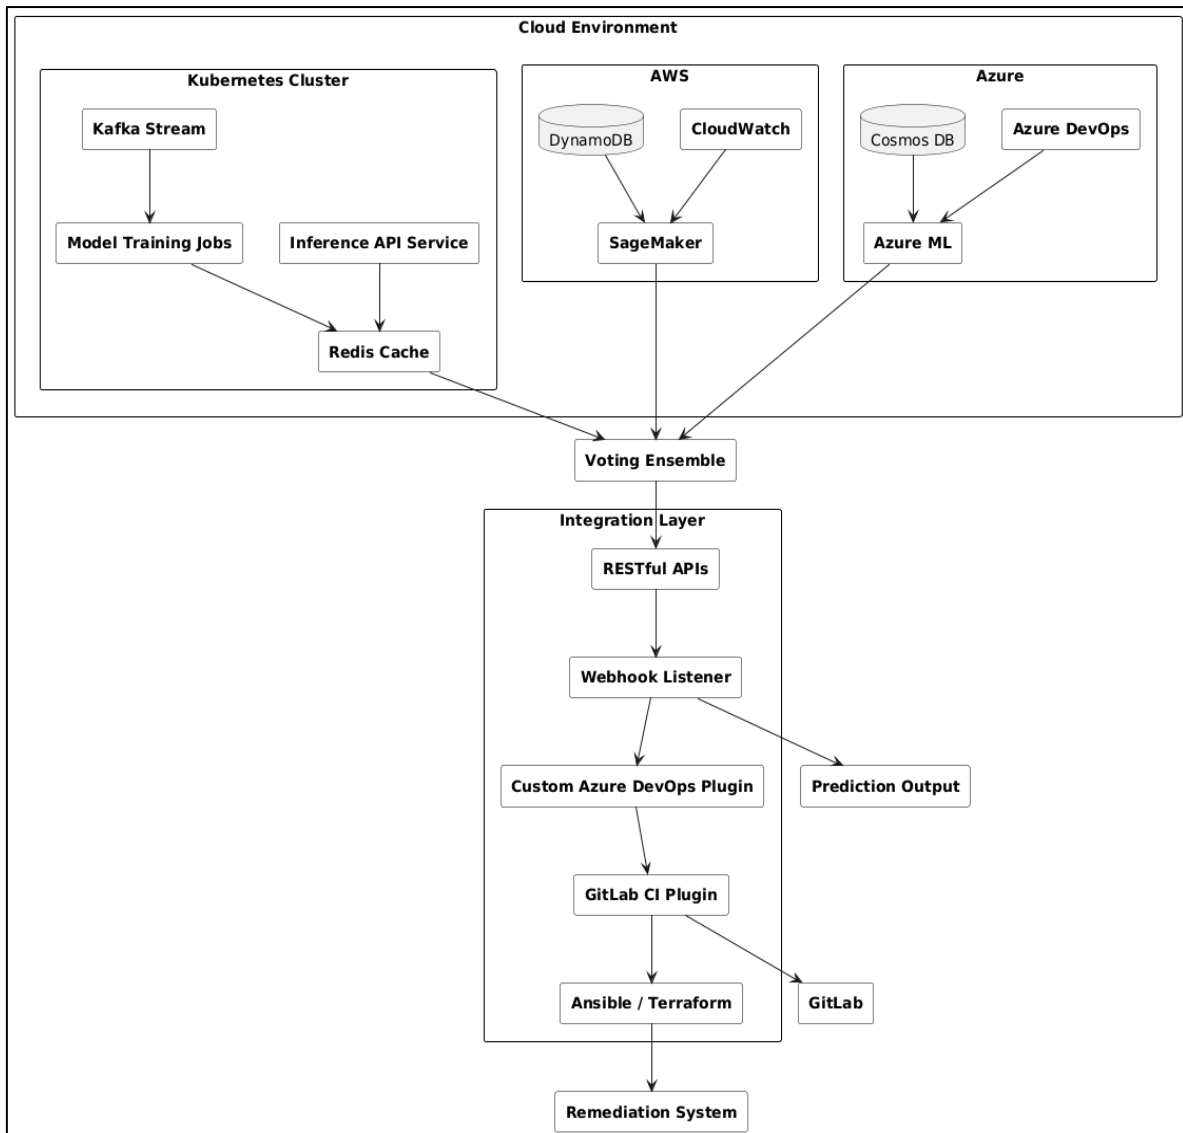 Cloud Environment
Kubernetes Cluster
Kafka Stream
Model Training Jobs
Inference API Service
Redis Cache
AWS
DynamoDB
CloudWatch
SageMaker
Azure
Cosmos DB
Azure DevOps
Azure ML
Voting Ensemble
Integration Layer
RESTful APIs
Webhook Listener
Custom Azure DevOps Plugin
Prediction Output
GitLab CI Plugin
Ansible / Terraform
GitLab
Remediation System